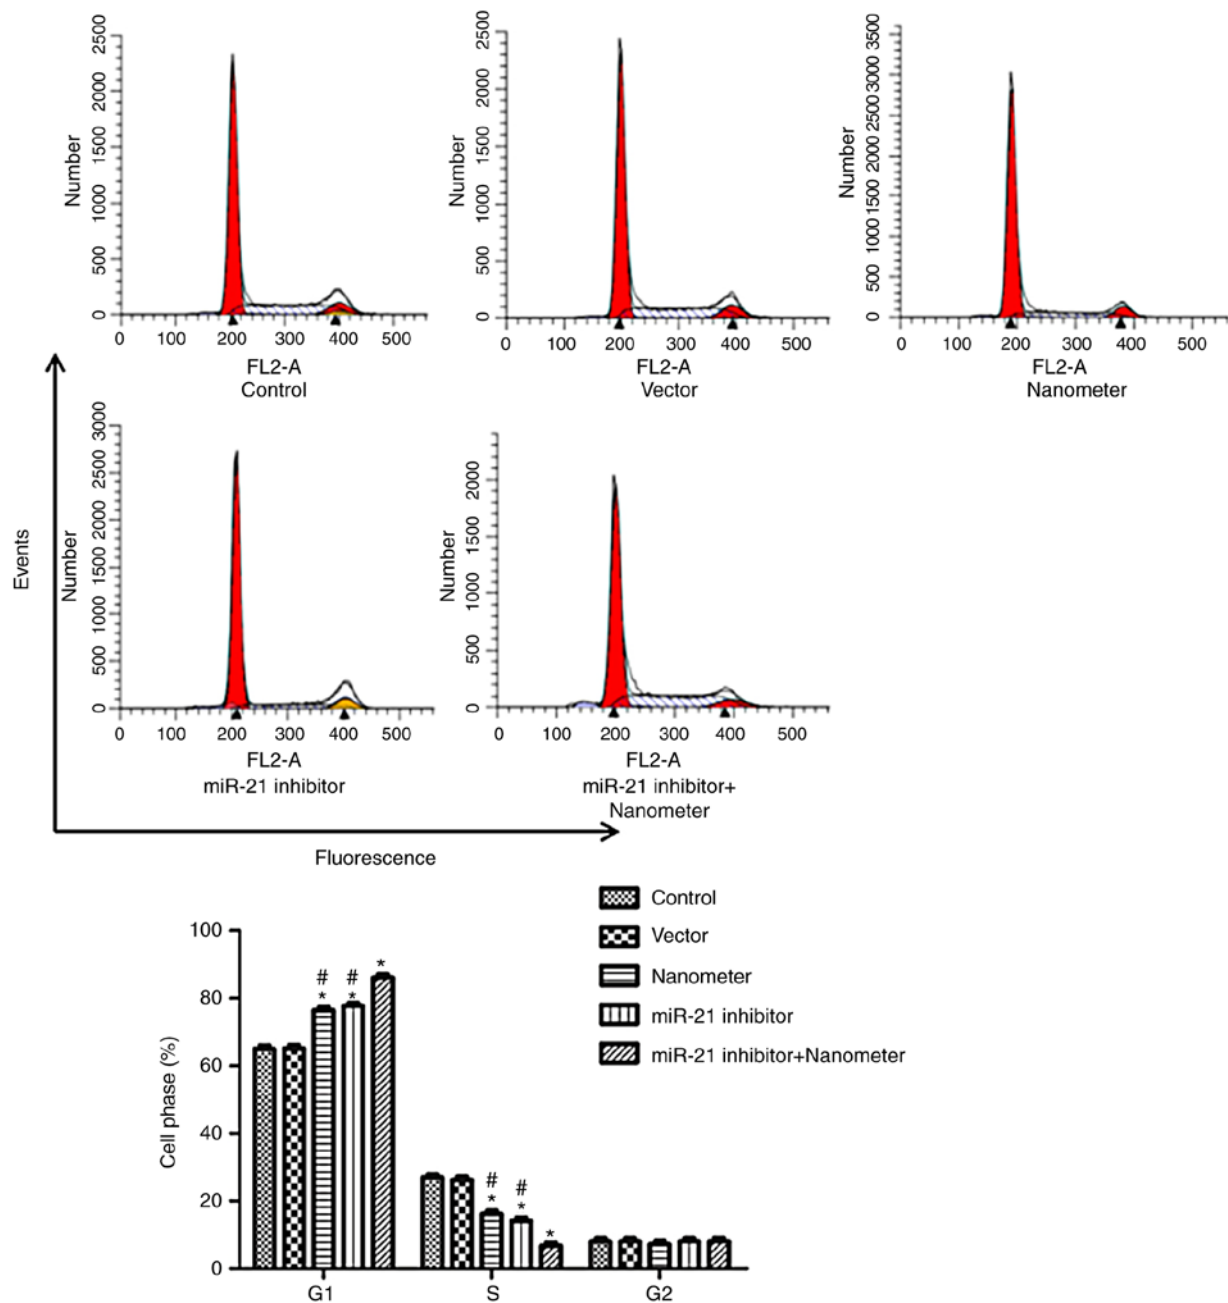 2500
2000
1500
1000
500
0
Number
0 100 200 300 400 500
FL2-A
Control
2500
2000
1500
1000
500
0
Number
0 100 200 300 400 500
FL2-A
Vector
3500
3000
2500
2000
1500
1000
500
0
Number
0 100 200 300 400 500
FL2-A
Nanometer
3000
2500
2000
1500
1000
500
0
Number
0 100 200 300 400 500
FL2-A
miR-21 inhibitor
2000
1500
1000
500
0
Number
0 100 200 300 400 500
FL2-A
miR-21 inhibitor+
Nanometer
Events
Fluorescence
Control
Vector
Nanometer
miR-21 inhibitor
miR-21 inhibitor+Nanometer
100
80
60
40
20
0
Cell phase (%)
# # *
* *
# #
* * *
G1 S G2